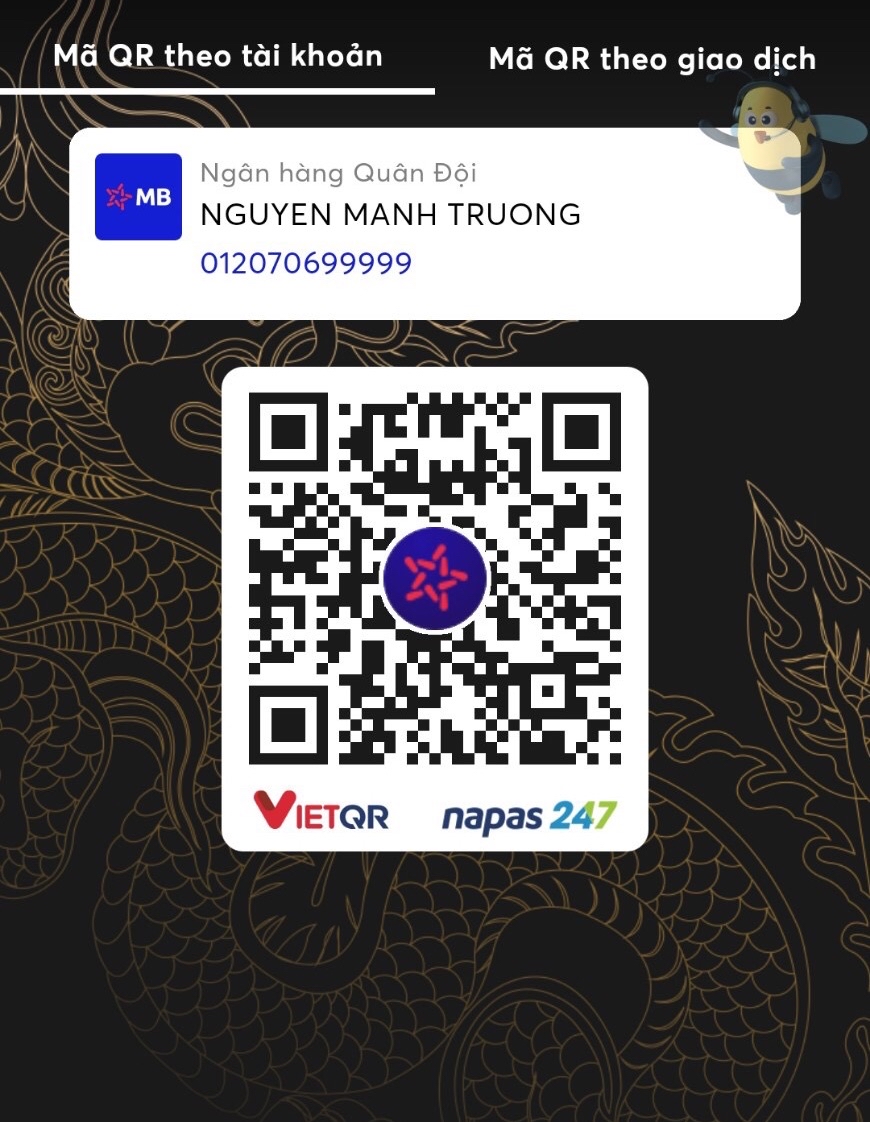 Mã QR theo tài khoản
Mã QR theo giao dịch
MB
Ngân hàng Quân Đội
NGUYEN MANH TRUONG
012070699999
VIETQR
napas 247